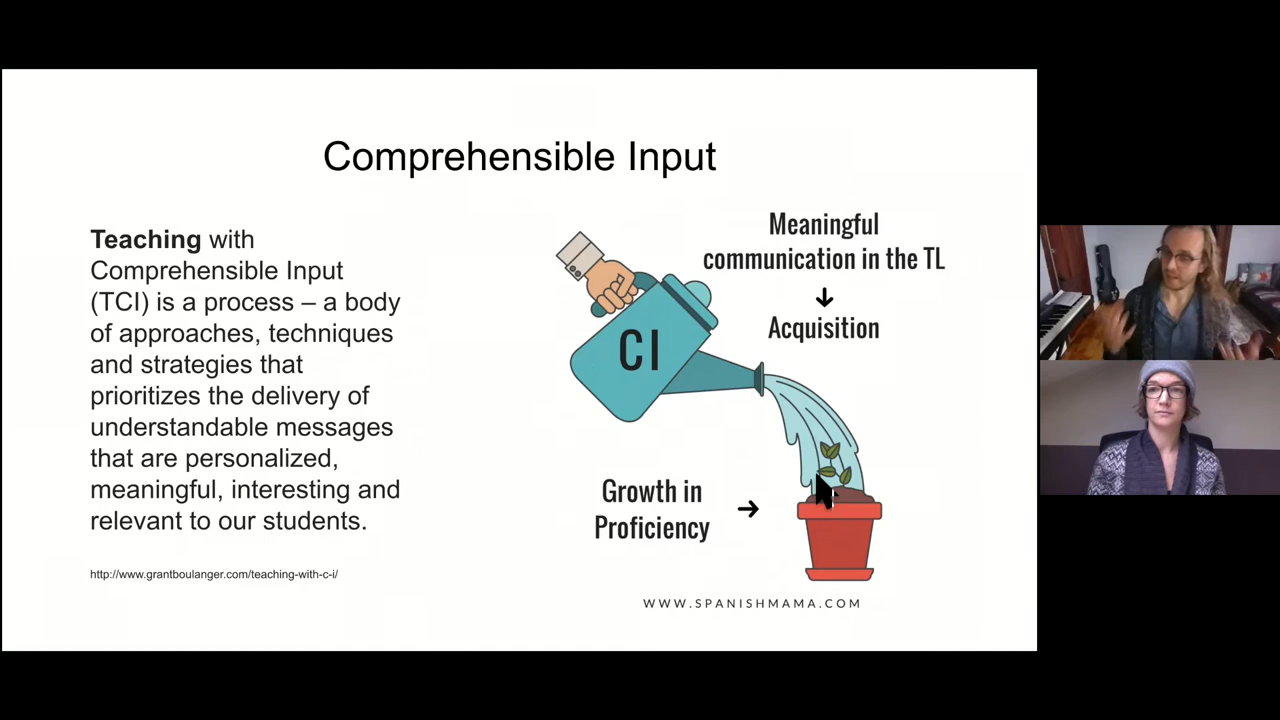 Comprehensible Input
Teaching with
Comprehensible Input
(TCI) is a process – a body
of approaches, techniques
and strategies that
prioritizes the delivery of
understandable messages
that are personalized,
meaningful, interesting and
relevant to our students.
http://www.grantboulanger.com/teaching-with-c-i/
Meaningful
communication in the TL
Acquisition
CI
Growth in
Proficiency
WWW.SPANISHMAMA.COM